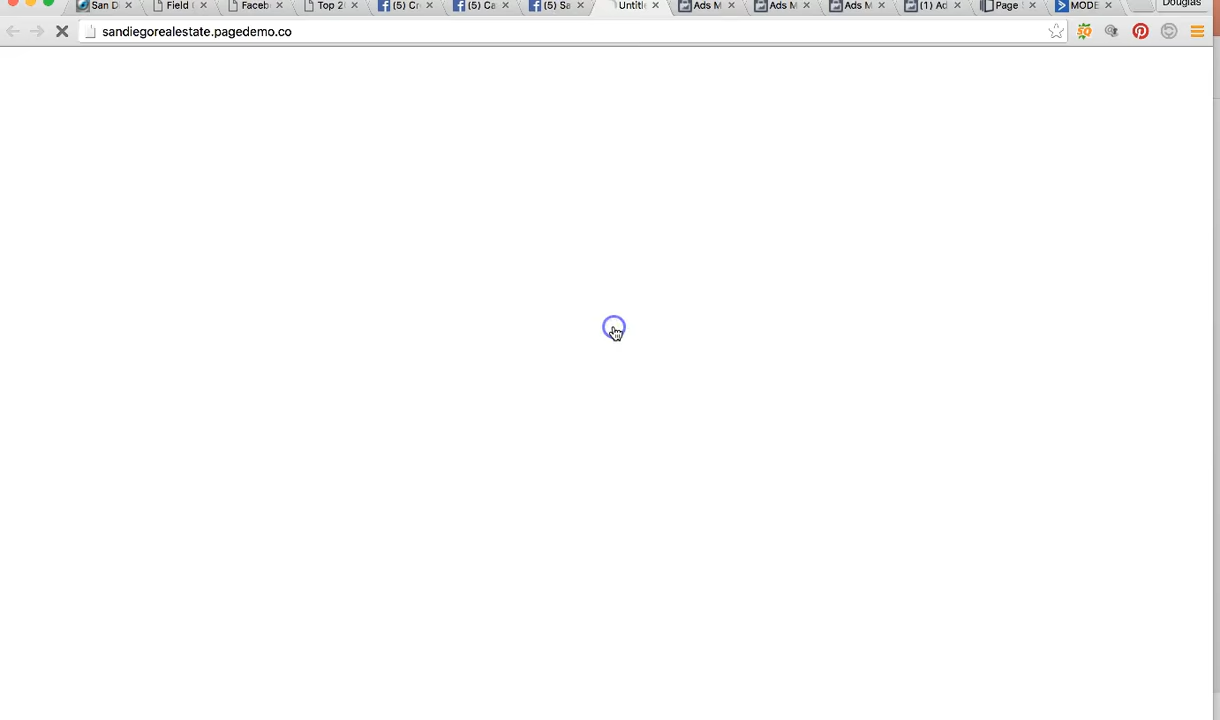 San D Field Faceb Top 2 (5) Cr (5) Ca (5) Sa Untitle Ads M Ads M Ads M (1) Ad Page MODE Douglas
sandiegorealestate.pagedemo.co